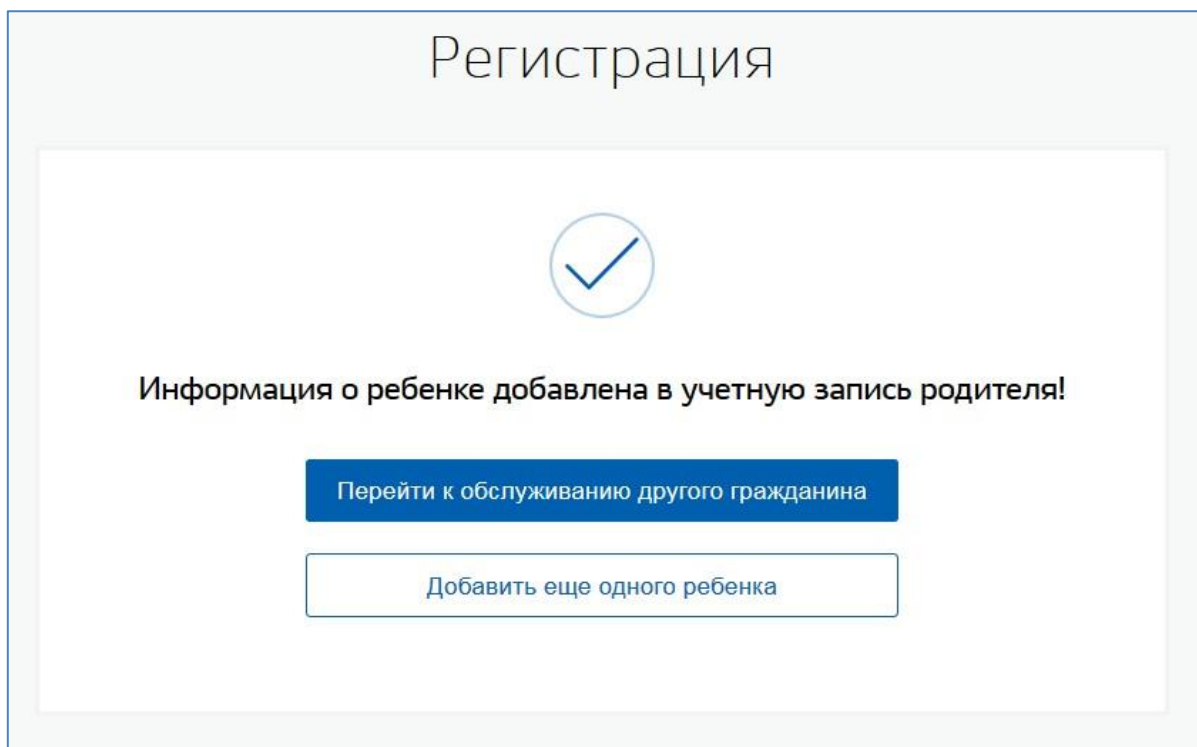 Регистрация
Информация о ребенке добавлена в учетную запись родителя!
Перейти к обслуживанию другого гражданина
Добавить еще одного ребенка